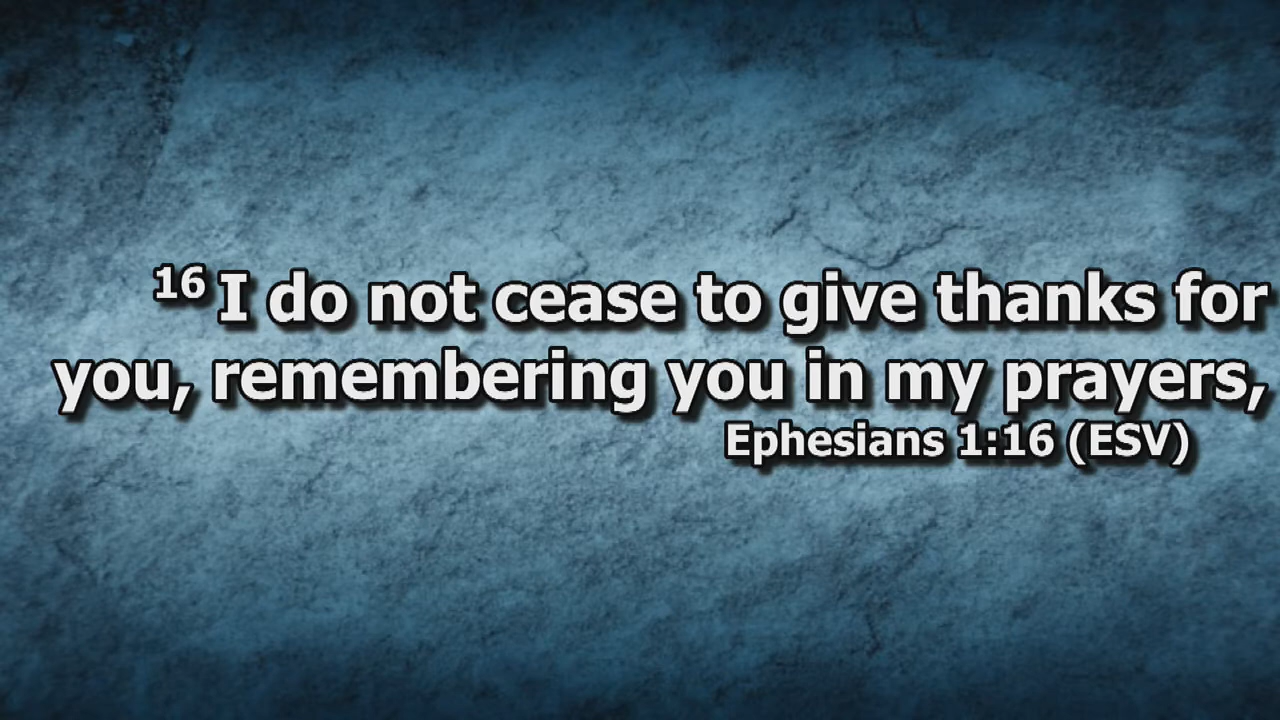 16 I do not cease to give thanks for
you, remembering you in my prayers,
Ephesians 1:16 (ESV)